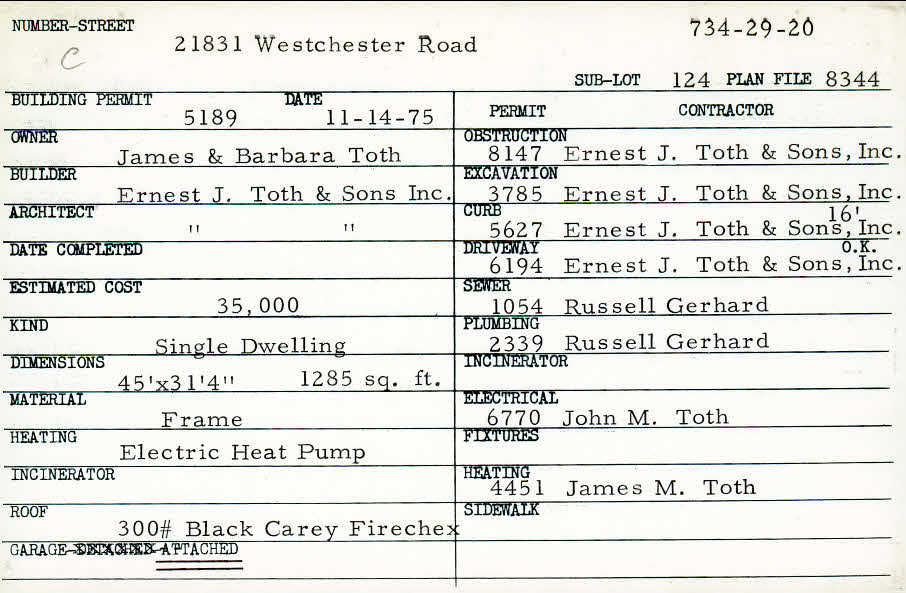 NUMBER-STREET
734-29-20
C
21831 Westchester Road
SUB-LOT 124 PLAN FILE 8344
BUILDING PERMIT DATE
5189 11-14-75
OWNER
James & Barbara Toth
BUILDER
Ernest J. Toth & Sons Inc.
ARCHITECT
" "
DATE COMPLETED
ESTIMATED COST
35,000
KIND
Single Dwelling
DIMENSIONS
45'x31'4" 1285 sq. ft.
MATERIAL
Frame
HEATING
Electric Heat Pump
INCINERATOR
ROOF
300# Black Carey Firechex
GARAGE-DETACHED-ATTACHED
PERMIT CONTRACTOR
OBSTRUCTION
8147 Ernest J. Toth & Sons, Inc.
EXCAVATION
3785 Ernest J. Toth & Sons, Inc.
CURB 16'
5627 Ernest J. Toth & Sons, Inc.
DRIVEWAY O.K.
6194 Ernest J. Toth & Sons, Inc.
SEWER
1054 Russell Gerhard
PLUMBING
2339 Russell Gerhard
INCINERATOR
ELECTRICAL
6770 John M. Toth
FIXTURES
HEATING
4451 James M. Toth
SIDEWALK